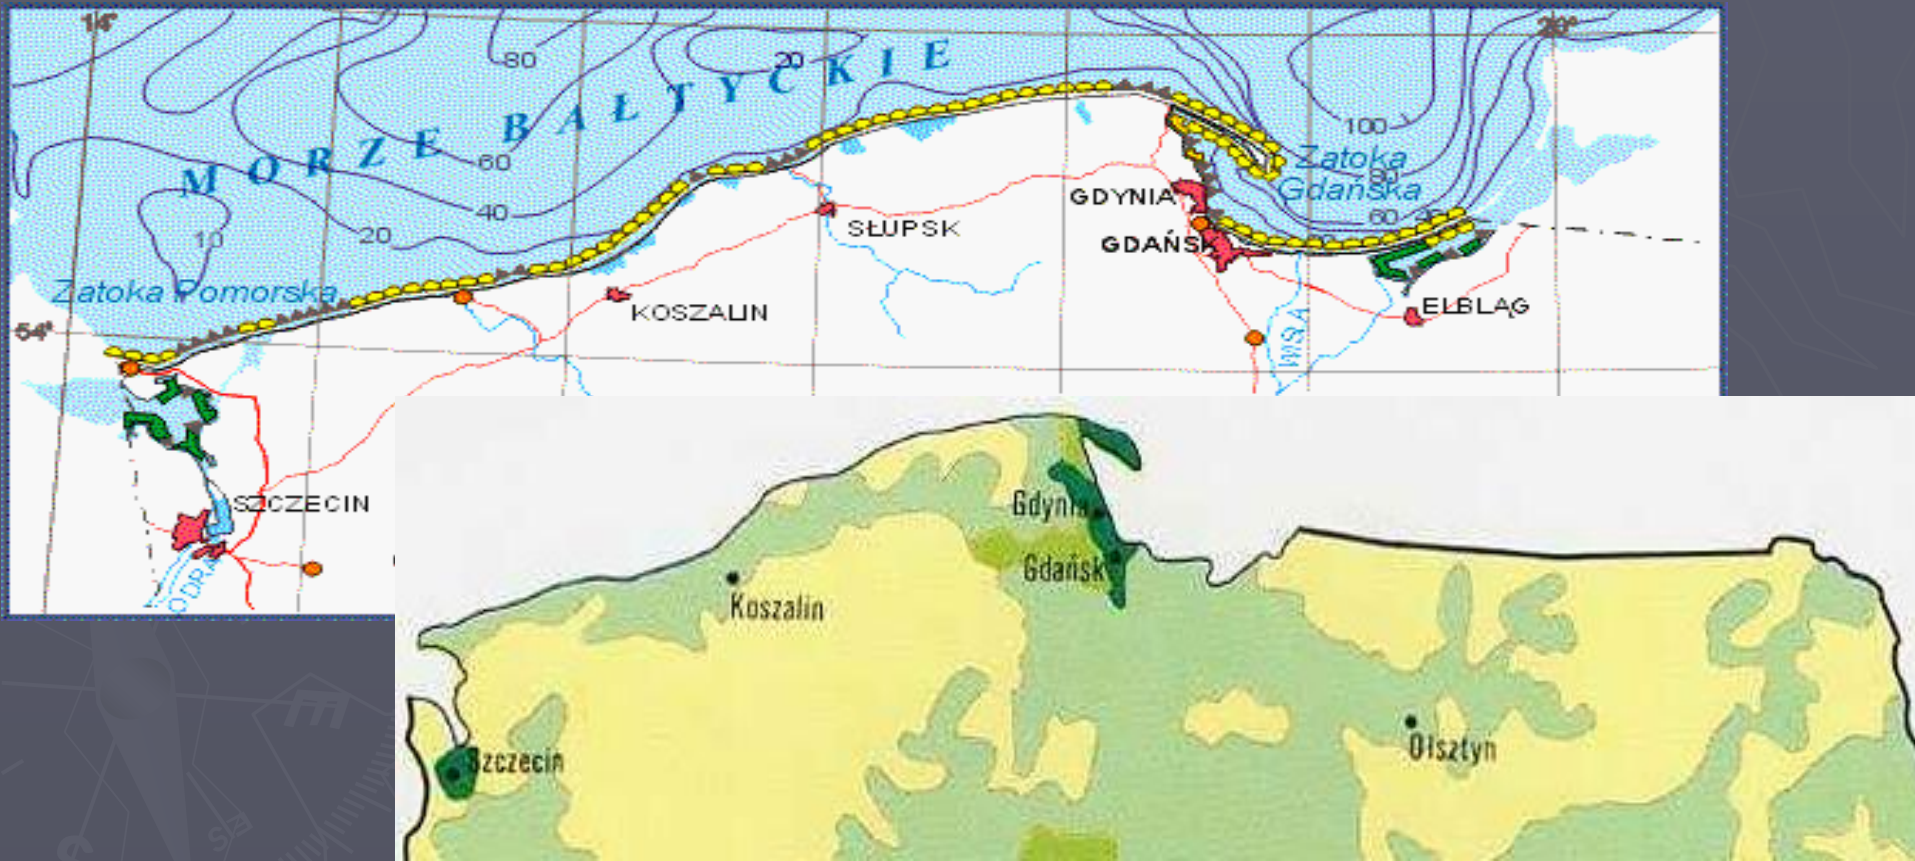 14°
20°
80
20
MORZE BAŁTYCKIE
100
60
Zatoka
80
Gdańska
GDYNIA
40
60
20
10
SŁUPSK
GDAŃSK
Zatoka Pomorska
KOSZALIN
ELBLĄG
54°
WISŁA
SZCZECIN
ODRA
Gdynia
Gdańsk
Koszalin
Olsztyn
Szczecin
E
SE
S